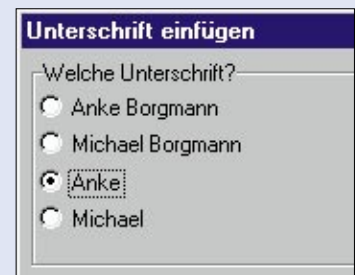 Unterschrift einfügen
Welche Unterschrift?
Anke Borgmann
Michael Borgmann
Anke
Michael